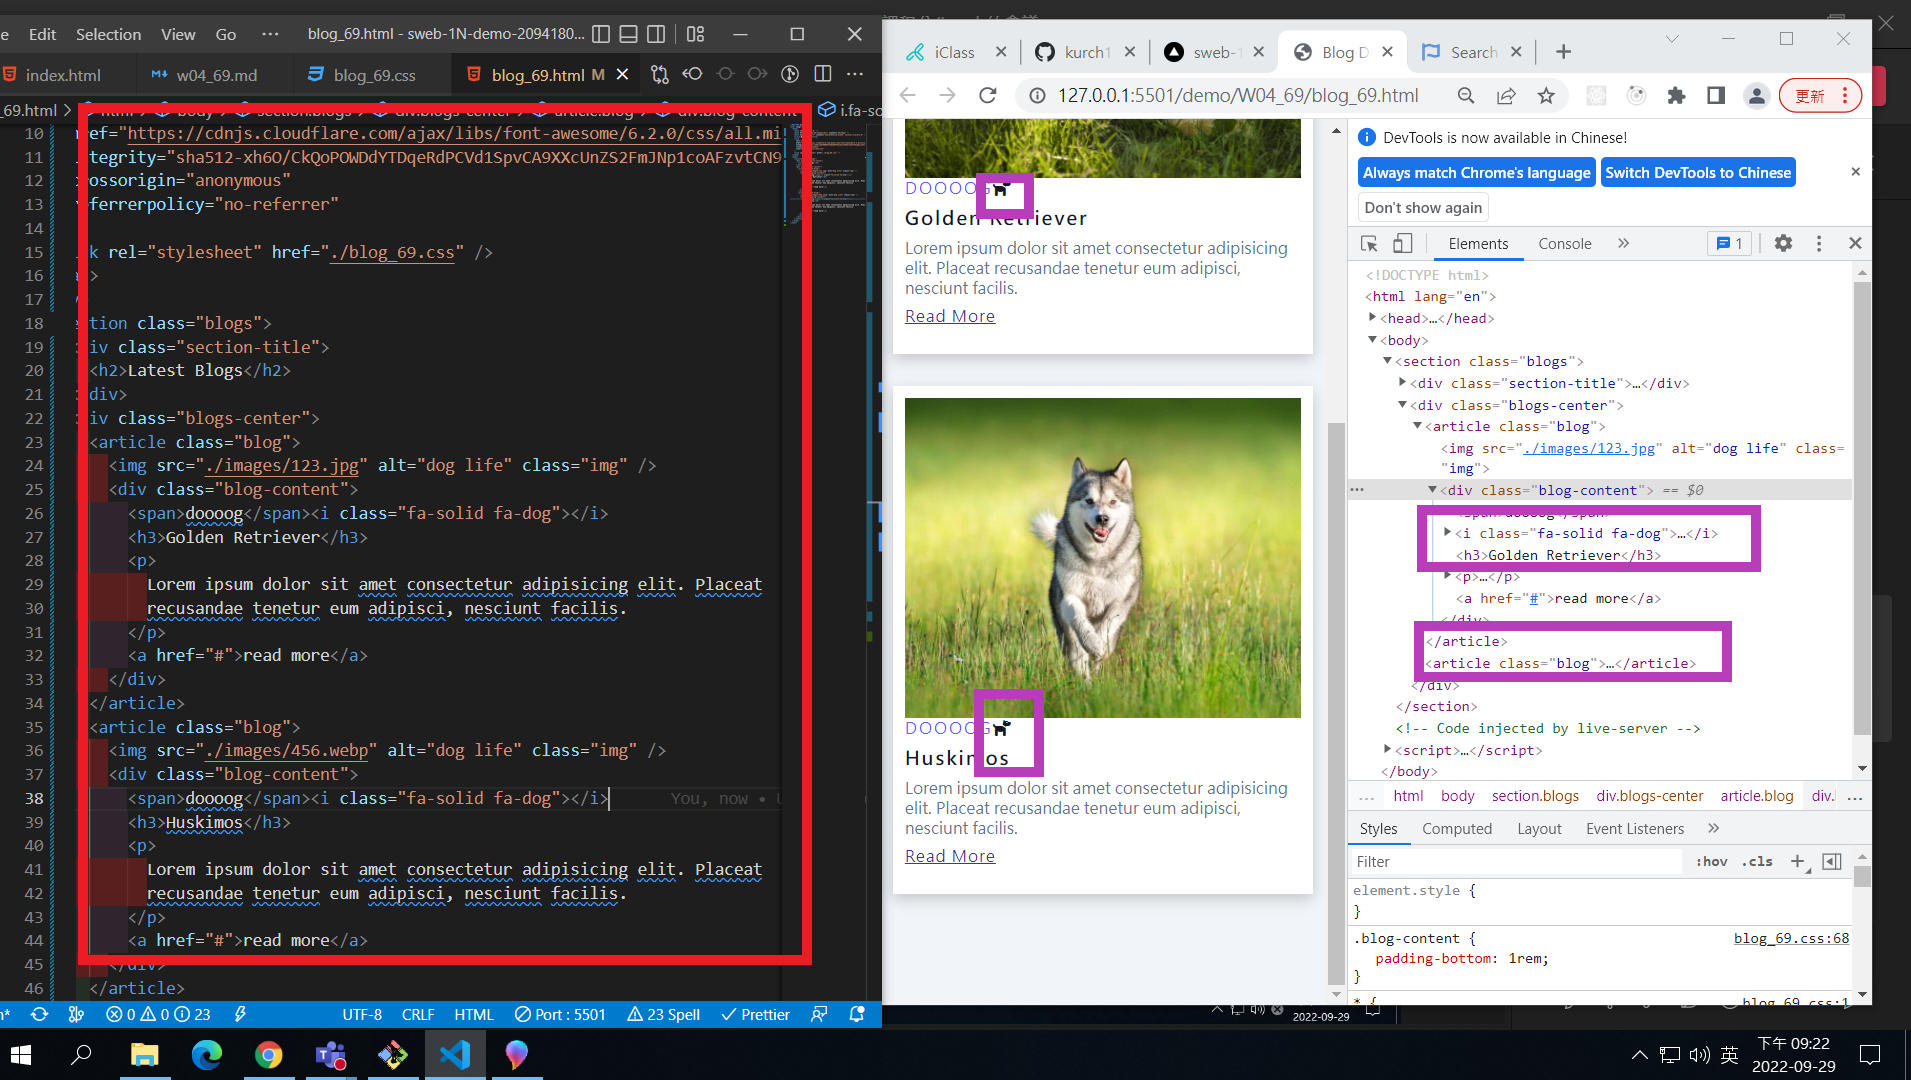 e Edit Selection View Go ··· blog_69.html - sweb-1N-demo-2094180...
index.html w04_69.md blog_69.css blog_69.html M
_69.html > html > body > section.blogs > div.blogs-center > article.blog > div.blog-content > i.fa-so
10 ref="https://cdnjs.cloudflare.com/ajax/libs/font-awesome/6.2.0/css/all.mi
11 tegrity="sha512-xh6O/CkQoPOWDdYTDqeRdPCVd1SpvCA9XXcUnZS2FmJNp1coAFzvtCN9
12 rossorigin="anonymous"
13 ferrerpolicy="no-referrer"
14
15 k rel="stylesheet" href="./blog_69.css" />
16 >
17
18 tion class="blogs">
19 iv class="section-title">
20 <h2>Latest Blogs</h2>
21 div>
22 iv class="blogs-center">
23 <article class="blog">
24 <img src="./images/123.jpg" alt="dog life" class="img" />
25 <div class="blog-content">
26 <span>doooog</span><i class="fa-solid fa-dog"></i>
27 <h3>Golden Retriever</h3>
28 <p>
29 Lorem ipsum dolor sit amet consectetur adipisicing elit. Placeat
30 recusandae tenetur eum adipisci, nesciunt facilis.
31 </p>
32 <a href="#">read more</a>
33 </div>
34 </article>
35 <article class="blog">
36 <img src="./images/456.webp" alt="dog life" class="img" />
37 <div class="blog-content">
38 <span>doooog</span><i class="fa-solid fa-dog"></i> You, now •
39 <h3>Huskimos</h3>
40 <p>
41 Lorem ipsum dolor sit amet consectetur adipisicing elit. Placeat
42 recusandae tenetur eum adipisci, nesciunt facilis.
43 </p>
44 <a href="#">read more</a>
45 </div>
46 </article>
0 0 23 UTF-8 CRLF HTML Port : 5501 23 Spell Prettier
iClass kurch1 sweb-1 Blog D Search
127.0.0.1:5501/demo/W04_69/blog_69.html 更新
DOOOOG
Golden Retriever
Lorem ipsum dolor sit amet consectetur adipisicing
elit. Placeat recusandae tenetur eum adipisci,
nesciunt facilis.
Read More
DOOOOG
Huskimos
Lorem ipsum dolor sit amet consectetur adipisicing
elit. Placeat recusandae tenetur eum adipisci,
nesciunt facilis.
Read More
DevTools is now available in Chinese!
Always match Chrome's language Switch DevTools to Chinese
Don't show again
Elements Console » 1
<!DOCTYPE html>
<html lang="en">
<head>…</head>
<body>
<section class="blogs">
<div class="section-title">…</div>
<div class="blogs-center">
<article class="blog">
<img src="./images/123.jpg" alt="dog life" class=
"img">
<div class="blog-content"> == $0
<span>doooog</span>
<i class="fa-solid fa-dog">…</i>
<h3>Golden Retriever</h3>
<p>…</p>
<a href="#">read more</a>
</div>
</article>
<article class="blog">…</article>
</div>
</section>
<!-- Code injected by live-server -->
<script>…</script>
</body>
... html body section.blogs div.blogs-center article.blog div.l ...
Styles Computed Layout Event Listeners »
Filter :hov .cls +
element.style {
}
.blog-content { blog_69.css:68
padding-bottom: 1rem;
}
* { blog_69.css:1
2022-09-29
英 下午 09:22
2022-09-29